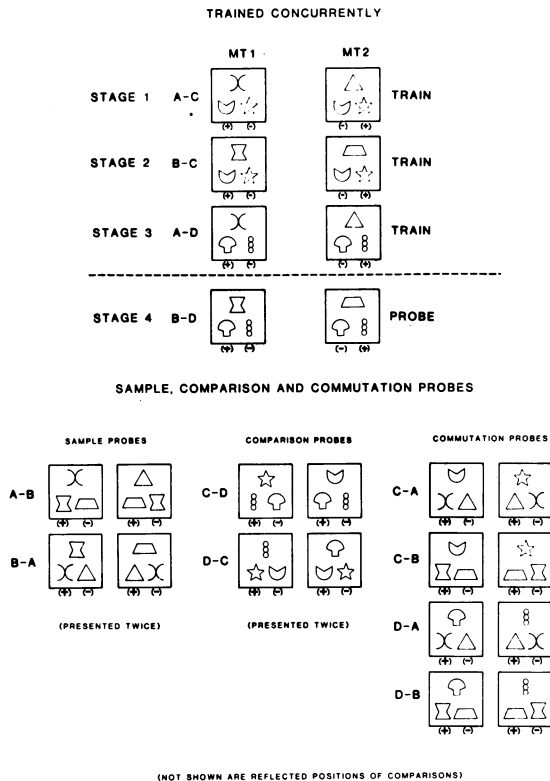 TRAINED CONCURRENTLY
MT1 MT2
STAGE 1 A-C TRAIN
(+) (-) (-) (+)
STAGE 2 B-C TRAIN
(+) (-) (-) (+)
STAGE 3 A-D TRAIN
(+) (-) (-) (+)
STAGE 4 B-D PROBE
(+) (-) (-) (+)
SAMPLE, COMPARISON AND COMMUTATION PROBES
SAMPLE PROBES
A-B
(+) (-) (+) (-)
B-A
(+) (-) (+) (-)
(PRESENTED TWICE)
COMPARISON PROBES
C-D
(+) (-) (+) (-)
D-C
(+) (-) (+) (-)
(PRESENTED TWICE)
COMMUTATION PROBES
C-A
(+) (-) (+) (-)
C-B
(+) (-) (+) (-)
D-A
(+) (-) (+) (-)
D-B
(+) (-) (+) (-)
(NOT SHOWN ARE REFLECTED POSITIONS OF COMPARISONS)